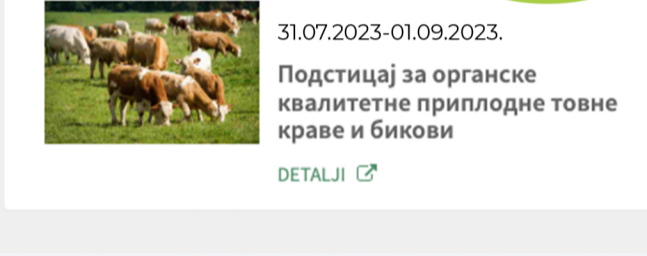 31.07.2023-01.09.2023.
Подстицај за органске
квалитетне приплодне товне
краве и бикови
DETALJI